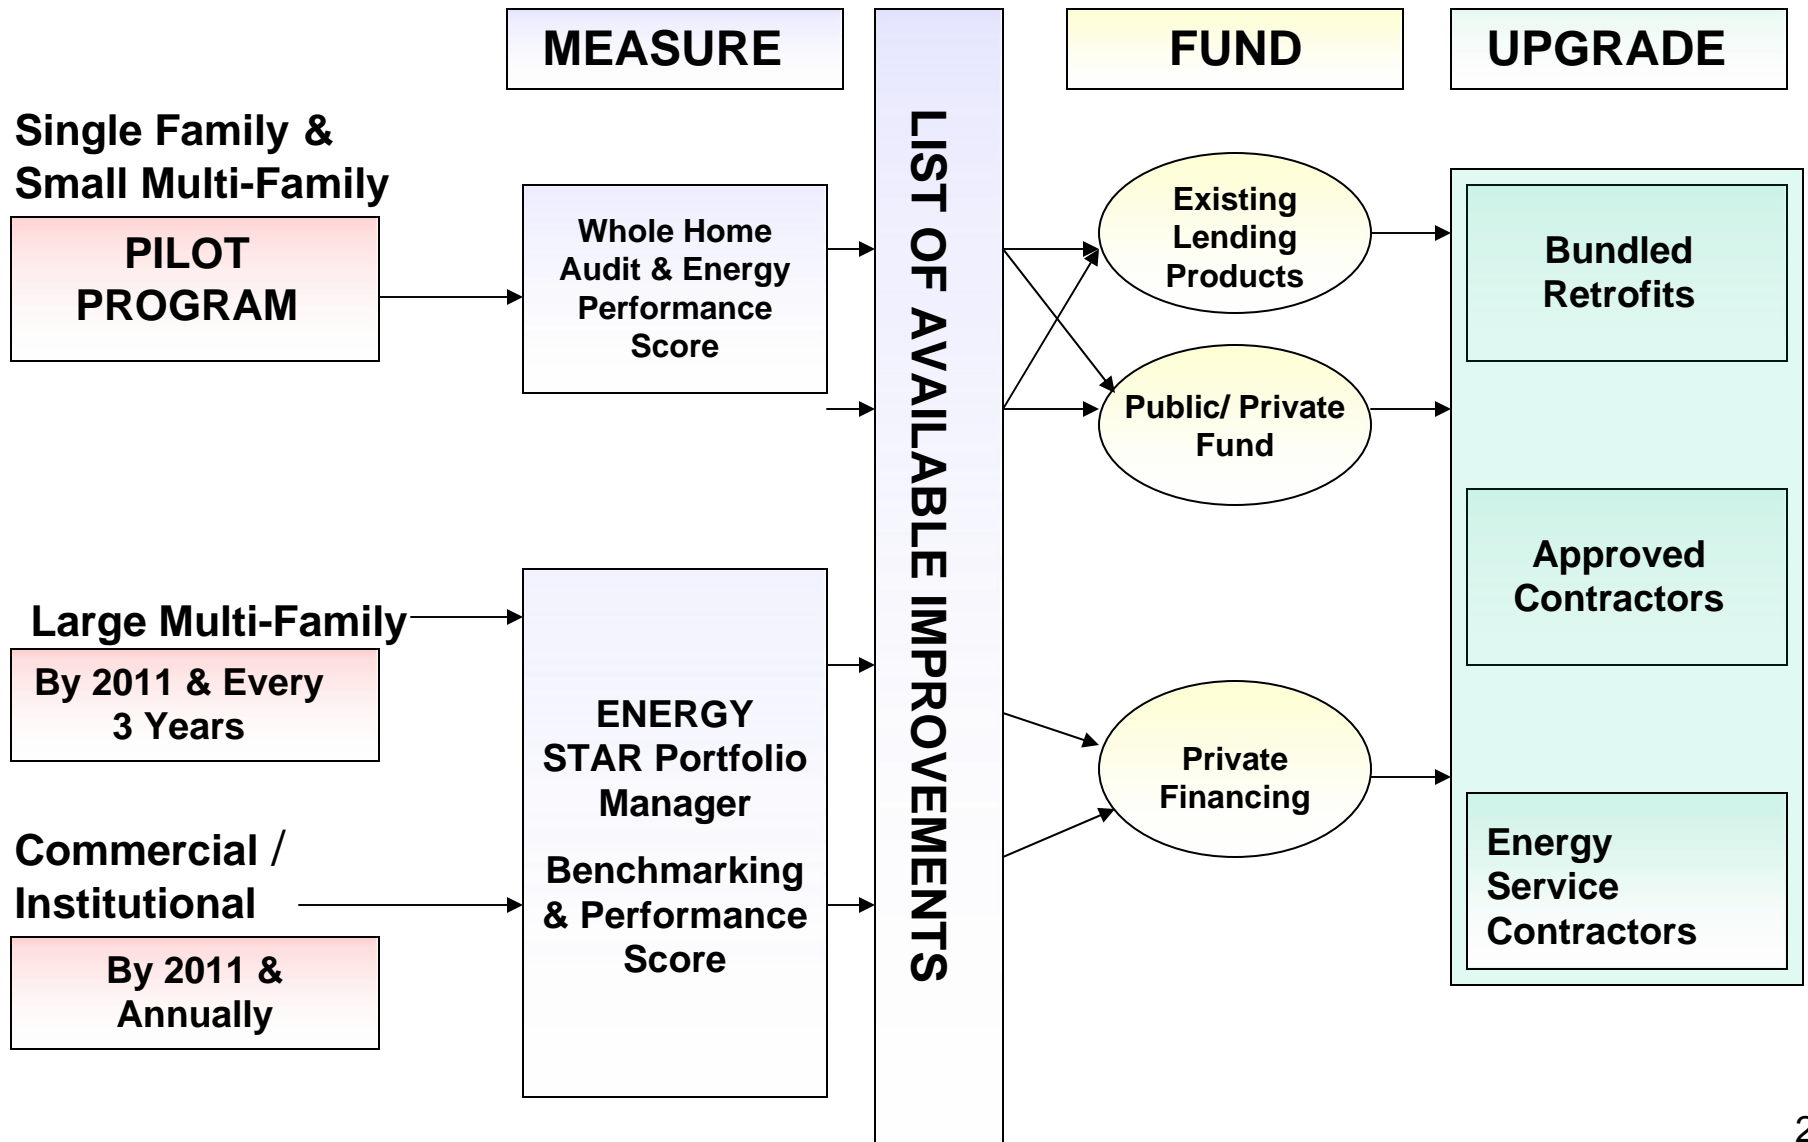 MEASURE
FUND
UPGRADE
Single Family &
Small Multi-Family
PILOT
PROGRAM
Whole Home
Audit & Energy
Performance
Score
LIST OF AVAILABLE IMPROVEMENTS
Existing
Lending
Products
Public/ Private
Fund
Bundled
Retrofits
Approved
Contractors
Large Multi-Family
By 2011 & Every
3 Years
ENERGY
STAR Portfolio
Manager
Benchmarking
& Performance
Score
Private
Financing
Energy
Service
Contractors
Commercial /
Institutional
By 2011 &
Annually
2